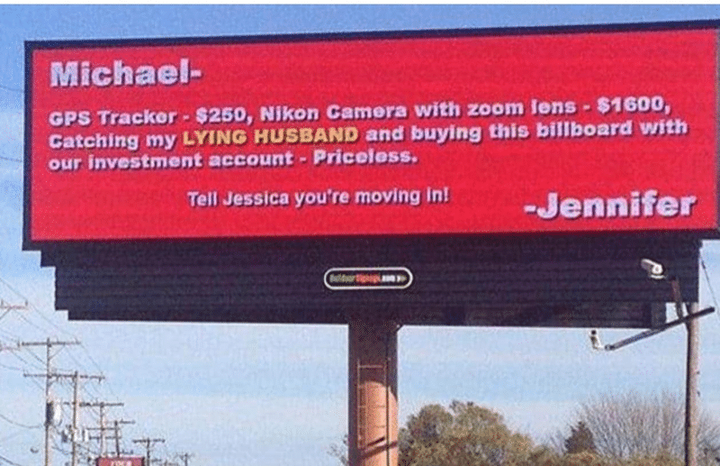 Michael-
GPS Tracker - $250, Nikon Camera with zoom lens - $1600,
Catching my LYING HUSBAND and buying this billboard with
our investment account - Priceless.
Tell Jessica you're moving in!
-Jennifer